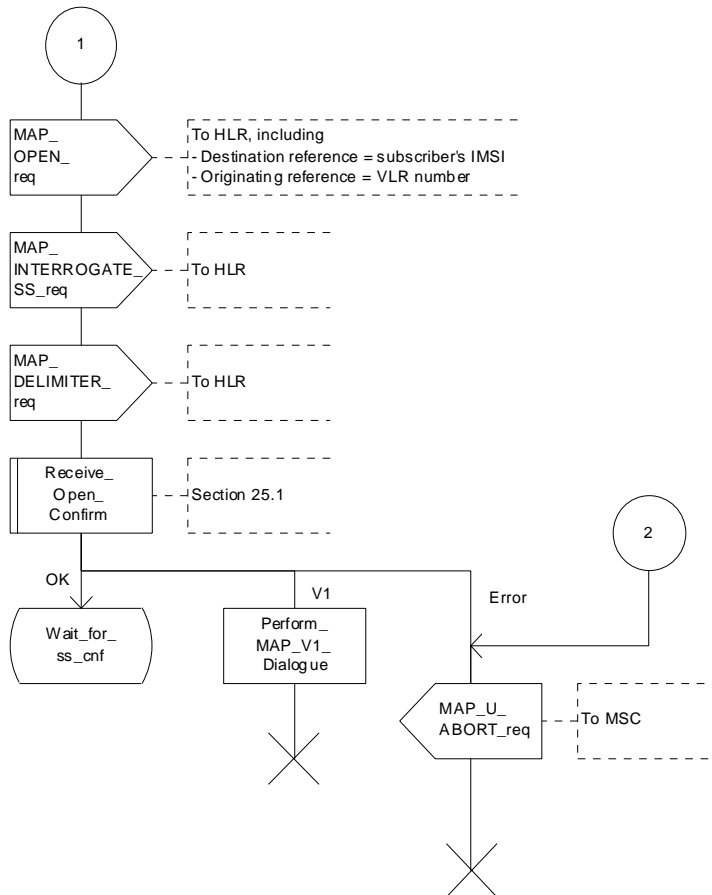 1
MAP_
OPEN_
req
To HLR, including
- Destination reference = subscriber's IMSI
- Originating reference = VLR number
MAP_
INTERROGATE_
SS_req
To HLR
MAP_
DELIMITER_
req
To HLR
Receive_
Open_
Confirm
Section 25.1
2
OK
V1
Error
Wait_for_
ss_cnf
Perform_
MAP_V1_
Dialogue
MAP_U_
ABORT_req
To MSC